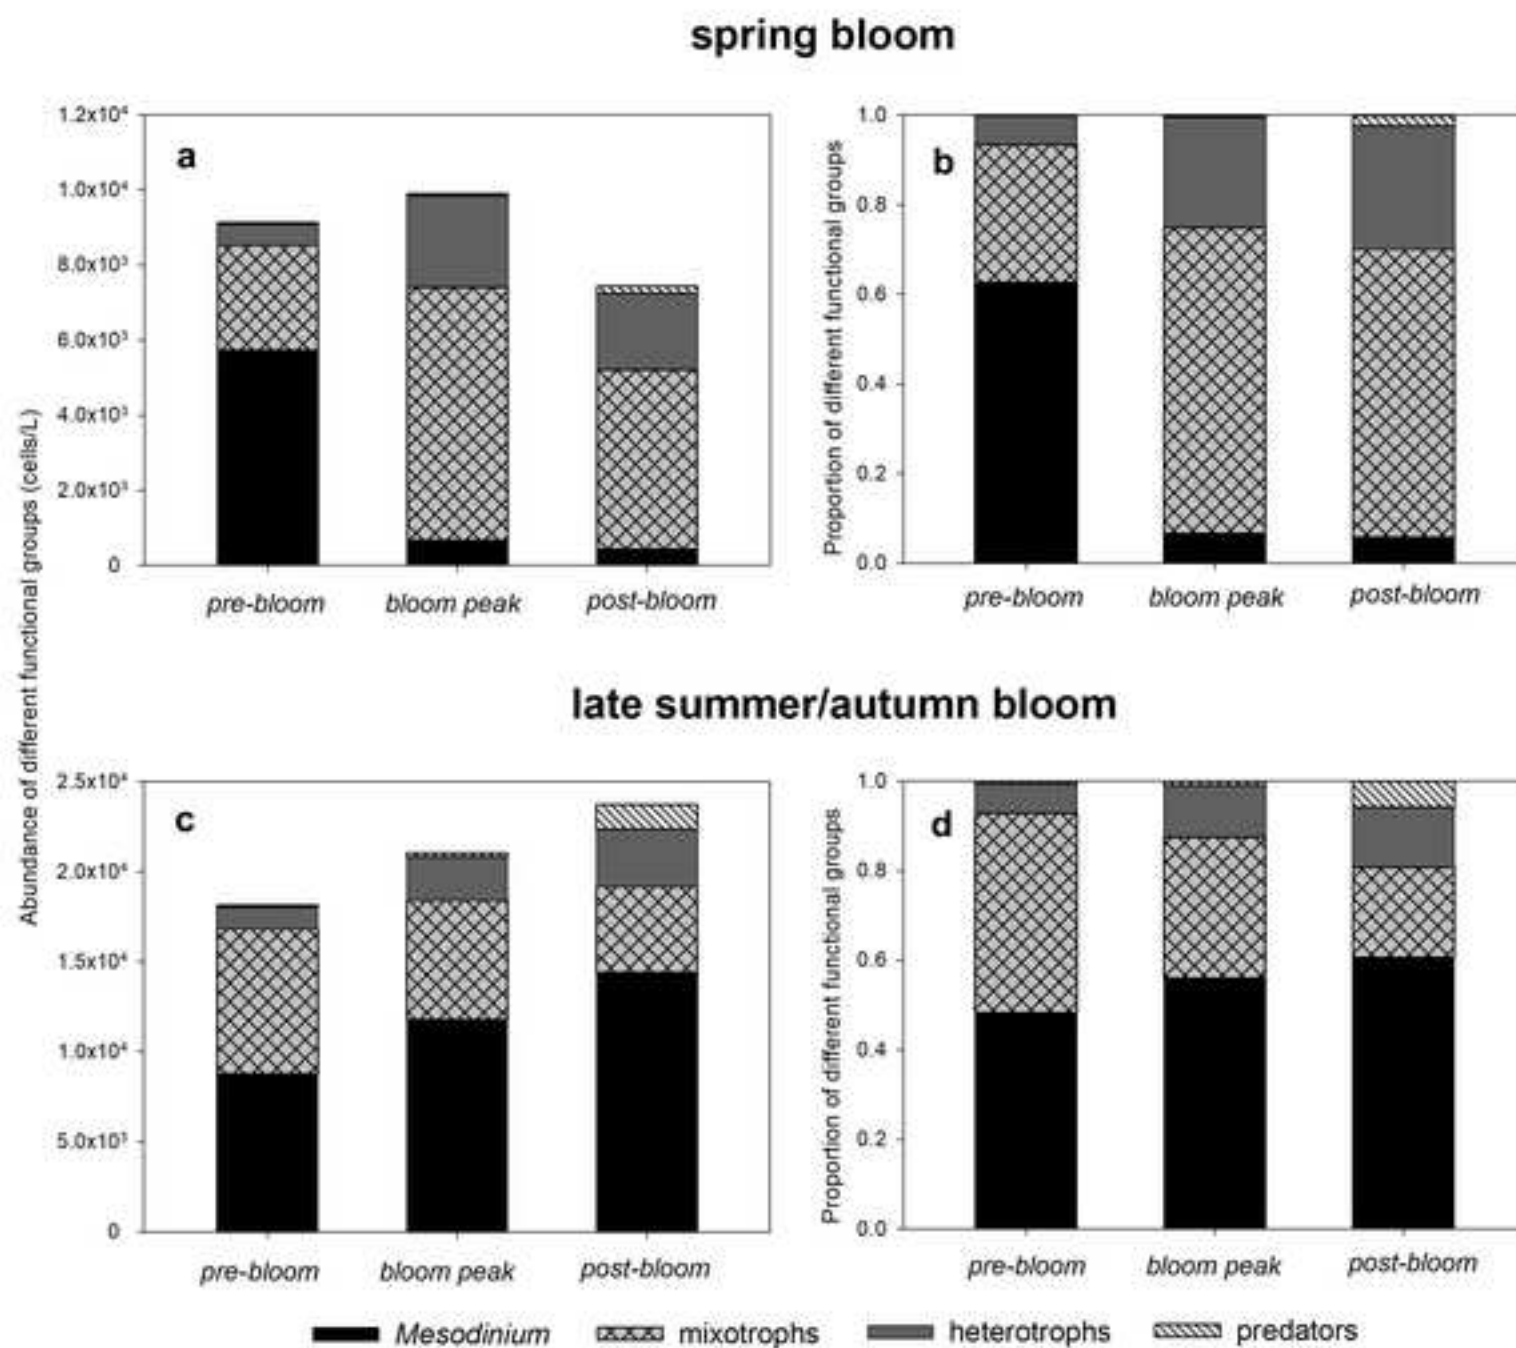 spring bloom
Abundance of different functional groups (cells/L)
a
1.2x10⁴
1.0x10⁴
8.0x10³
6.0x10³
4.0x10³
2.0x10³
0
pre-bloom bloom peak post-bloom
Proportion of different functional groups
b
1.0
0.8
0.6
0.4
0.2
0.0
pre-bloom bloom peak post-bloom
late summer/autumn bloom
c
2.5x10⁴
2.0x10⁴
1.5x10⁴
1.0x10⁴
5.0x10³
0
pre-bloom bloom peak post-bloom
Proportion of different functional groups
d
1.0
0.8
0.6
0.4
0.2
0.0
pre-bloom bloom peak post-bloom
Mesodinium mixotrophs heterotrophs predators